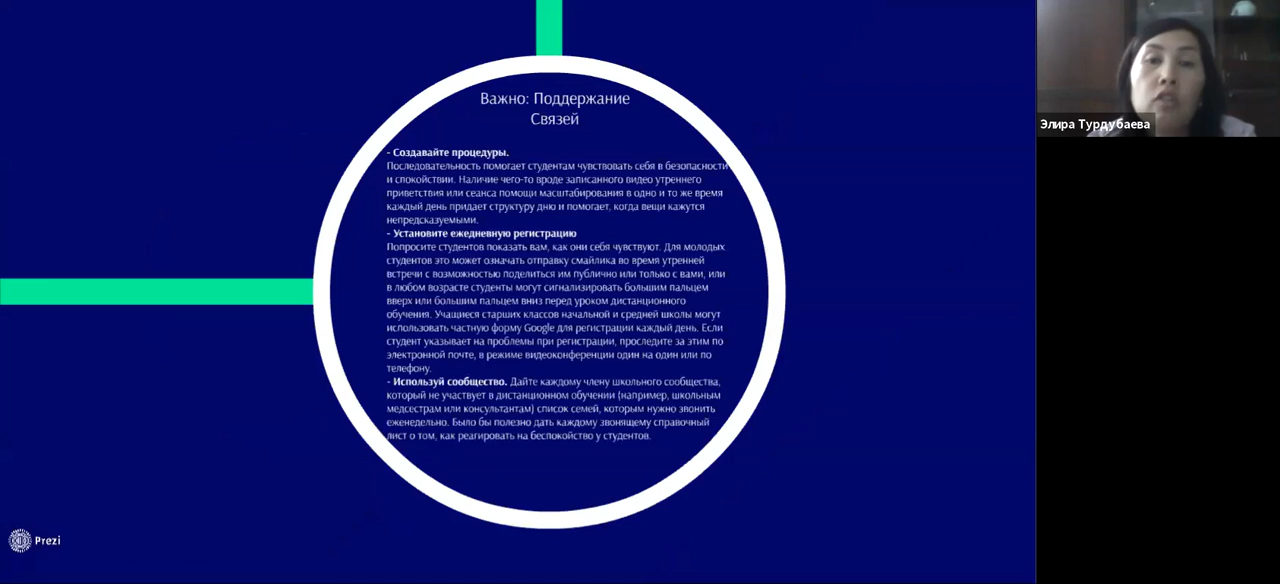 Важно: Поддержание
Связей
- Создавайте процедуры.
Последовательность помогает студентам чувствовать себя в безопасности
и спокойствии. Наличие чего-то вроде записанного видео утреннего
приветствия или сеанса помощи масштабирования в одно и то же время
каждый день придает структуру дню и помогает, когда вещи кажутся
непредсказуемыми.
- Установите ежедневную регистрацию
Попросите студентов показать вам, как они себя чувствуют. Для молодых
студентов это может означать отправку смайлика во время утренней
встречи с возможностью поделиться им публично или только с вами, или
в любом возрасте студенты могут сигнализировать большим пальцем
вверх или большим пальцем вниз перед уроком дистанционного
обучения. Учащиеся старших классов начальной и средней школы могут
использовать частную форму Google для регистрации каждый день. Если
студент указывает на проблемы при регистрации, проследите за этим по
электронной почте, в режиме видеоконференции один на один или по
телефону.
- Используй сообщество. Дайте каждому члену школьного сообщества,
который не участвует в дистанционном обучении (например, школьным
медсестрам или консультантам) список семей, которым нужно звонить
еженедельно. Было бы полезно дать каждому звонящему справочный
лист о том, как реагировать на беспокойство у студентов.
Prezi
Элира Турдубаева